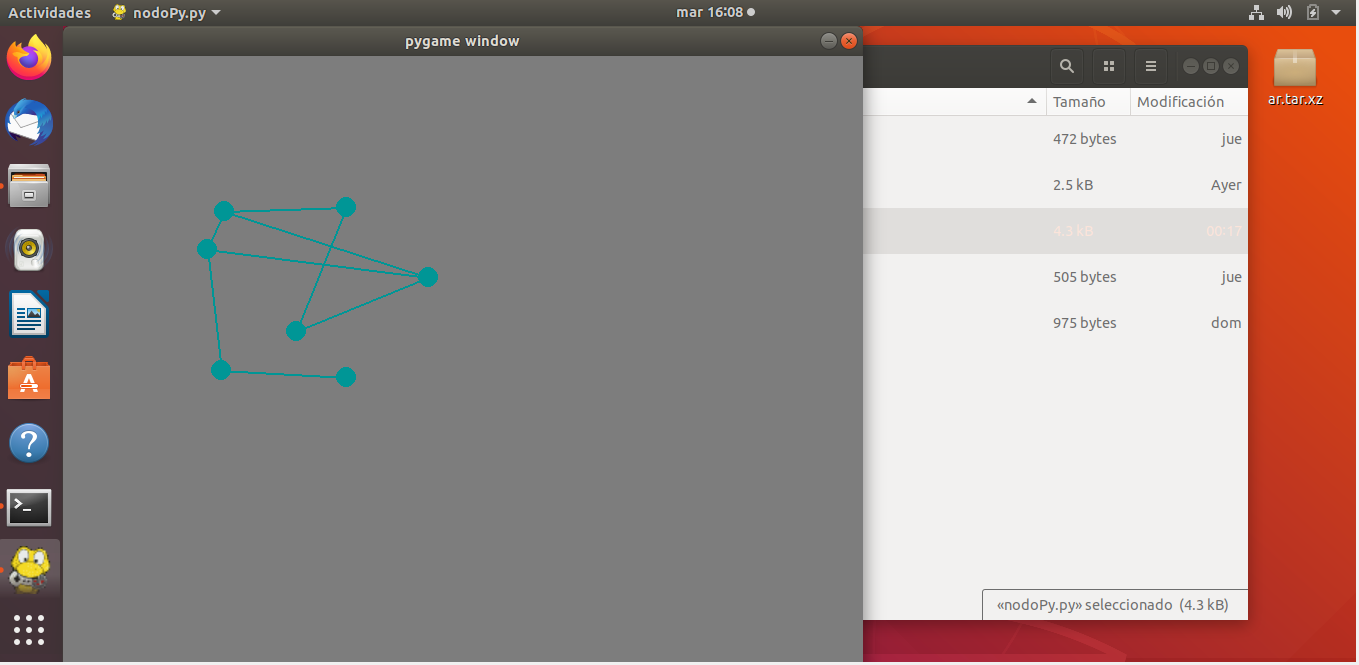 Actividades nodoPy.py mar 16:08
pygame window
ar.tar.xz
Tamaño Modificación
472 bytes jue
2.5 kB Ayer
4.3 kB 00:17
505 bytes jue
975 bytes dom
«nodoPy.py» seleccionado (4.3 kB)